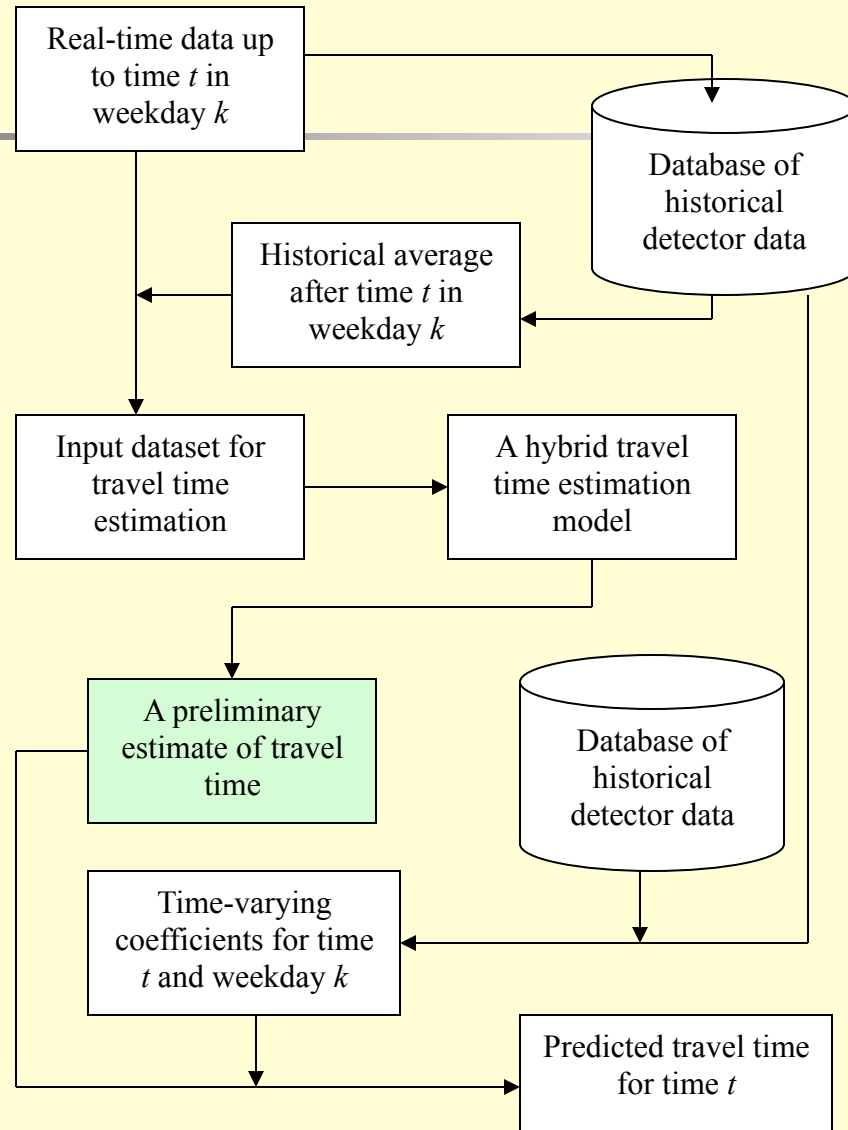 Real-time data up
to time t in
weekday k
Database of
historical
detector data
Historical average
after time t in
weekday k
Input dataset for
travel time
estimation
A hybrid travel
time estimation
model
A preliminary
estimate of travel
time
Database of
historical
detector data
Time-varying
coefficients for time
t and weekday k
Predicted travel time
for time t